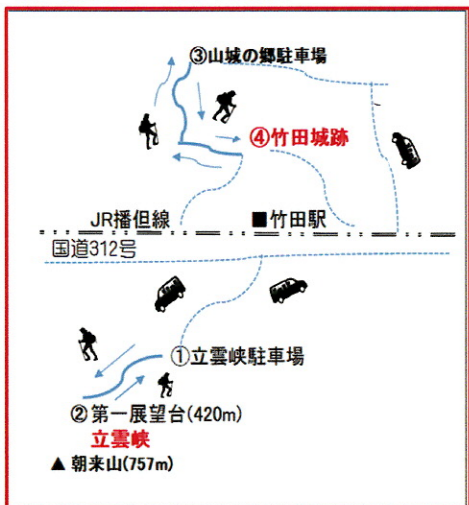 ③山城の郷駐車場
④竹田城跡
JR播但線
■竹田駅
国道312号
①立雲峡駐車場
②第一展望台(420m)
立雲峡
▲朝来山(757m)